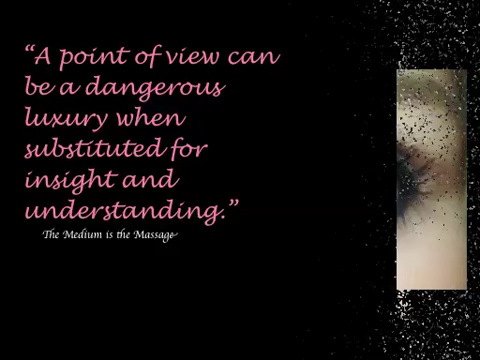 “A point of view can
be a dangerous
luxury when
substituted for
insight and
understanding.”
The Medium is the Massage